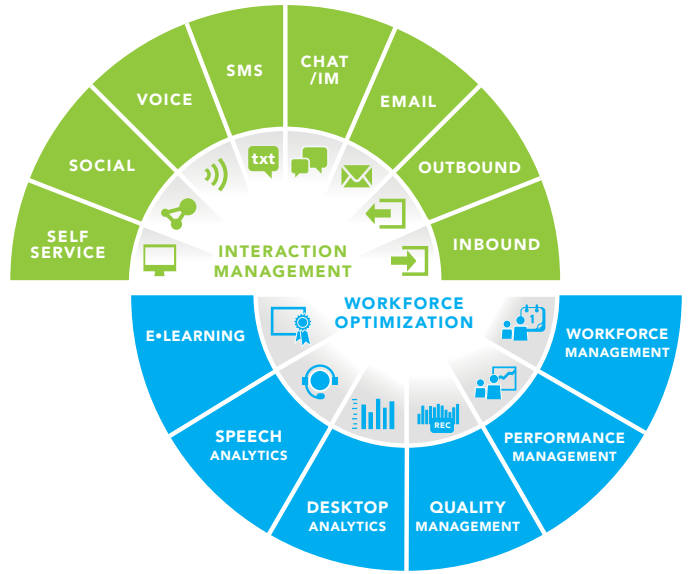 SELF
SERVICE
SOCIAL
VOICE
SMS
CHAT
/IM
EMAIL
OUTBOUND
INBOUND
txt
INTERACTION
MANAGEMENT
WORKFORCE
OPTIMIZATION
1
REC
E•LEARNING
SPEECH
ANALYTICS
DESKTOP
ANALYTICS
QUALITY
MANAGEMENT
PERFORMANCE
MANAGEMENT
WORKFORCE
MANAGEMENT